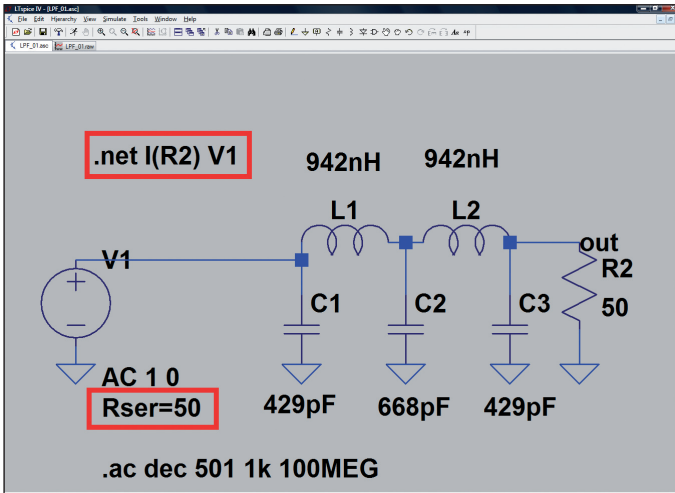 LTspice IV - [LPF_01.asc]
File Edit Hierarchy View Simulate Tools Window Help
LPF_01.asc LPF_01.raw
.net I(R2) V1
942nH 942nH
L1 L2
V1 out
R2
C1 C2 C3 50
AC 1 0
Rser=50 429pF 668pF 429pF
.ac dec 501 1k 100MEG